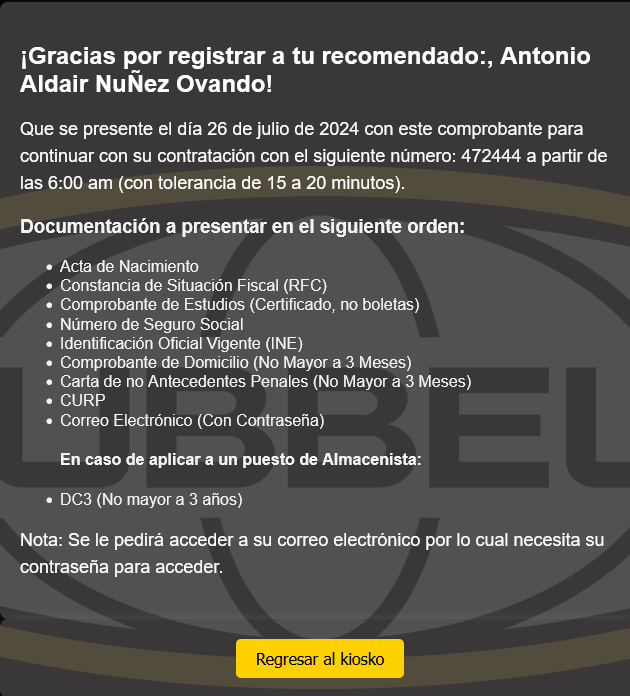 ¡Gracias por registrar a tu recomendado:, Antonio
Aldair NuÑez Ovando!
Que se presente el día 26 de julio de 2024 con este comprobante para
continuar con su contratación con el siguiente número: 472444 a partir de
las 6:00 am (con tolerancia de 15 a 20 minutos).
Documentación a presentar en el siguiente orden:
• Acta de Nacimiento
• Constancia de Situación Fiscal (RFC)
• Comprobante de Estudios (Certificado, no boletas)
• Número de Seguro Social
• Identificación Oficial Vigente (INE)
• Comprobante de Domicilio (No Mayor a 3 Meses)
• Carta de no Antecedentes Penales (No Mayor a 3 Meses)
• CURP
• Correo Electrónico (Con Contraseña)
En caso de aplicar a un puesto de Almacenista:
• DC3 (No mayor a 3 años)
Nota: Se le pedirá acceder a su correo electrónico por lo cual necesita su
contraseña para acceder.
Regresar al kiosko